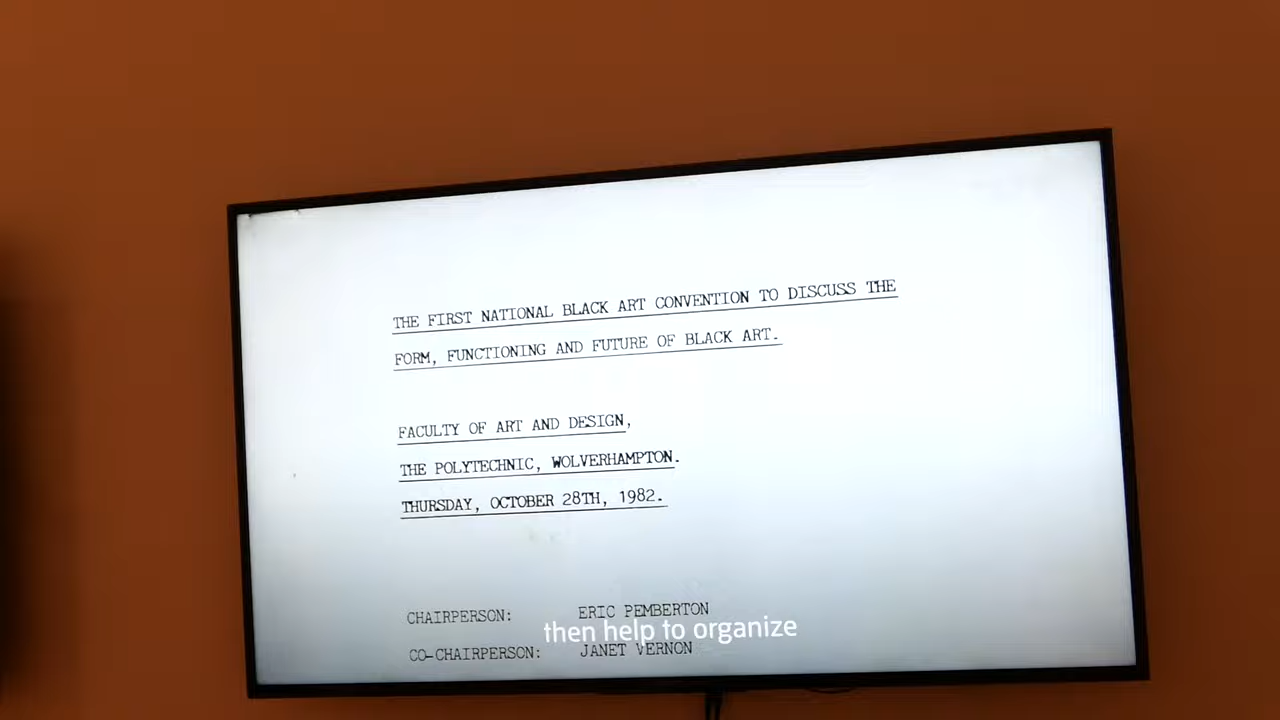 THE FIRST NATIONAL BLACK ART CONVENTION TO DISCUSS THE
FORM, FUNCTIONING AND FUTURE OF BLACK ART.
FACULTY OF ART AND DESIGN,
THE POLYTECHNIC, WOLVERHAMPTON.
THURSDAY, OCTOBER 28TH, 1982.
CHAIRPERSON: ERIC PEMBERTON
then help to organize
CO-CHAIRPERSON: JANET VERNON